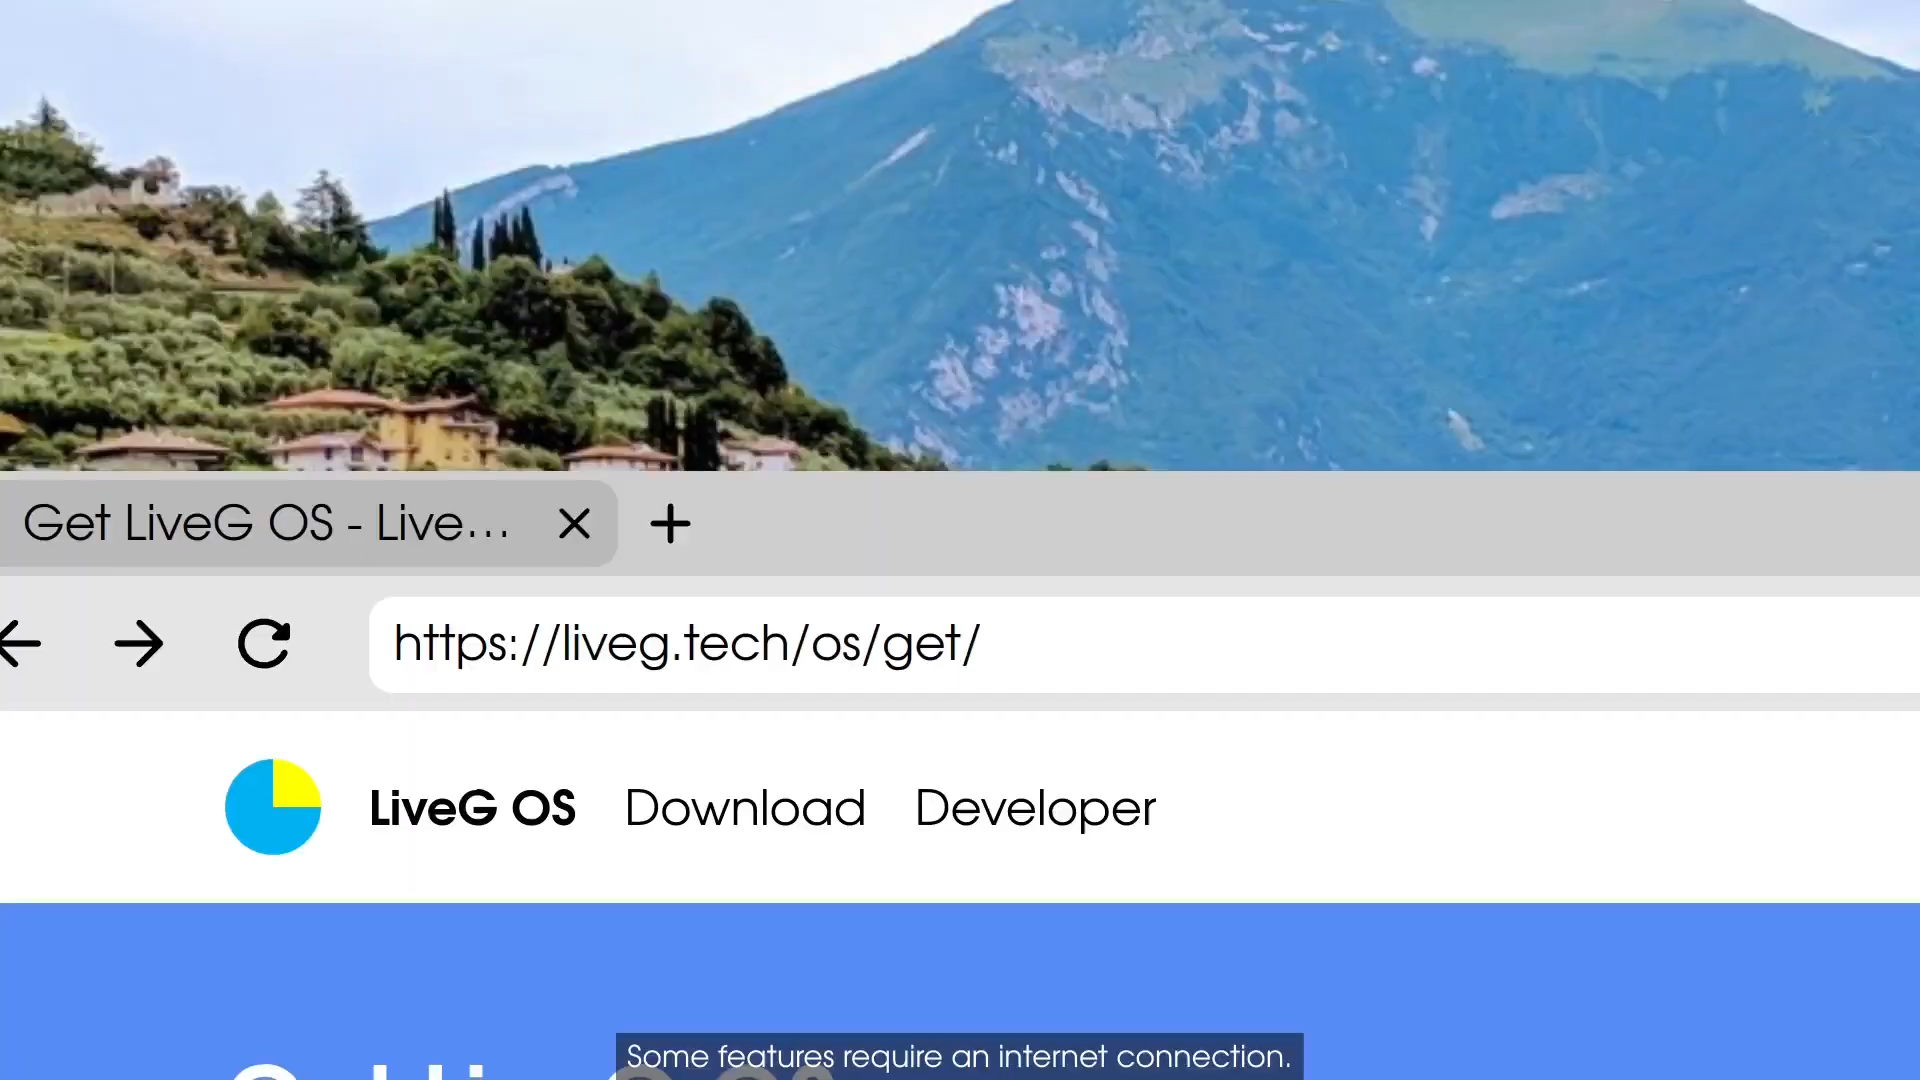 Get LiveG OS - Live...
https://liveg.tech/os/get/
LiveG OS Download Developer
Some features require an internet connection.